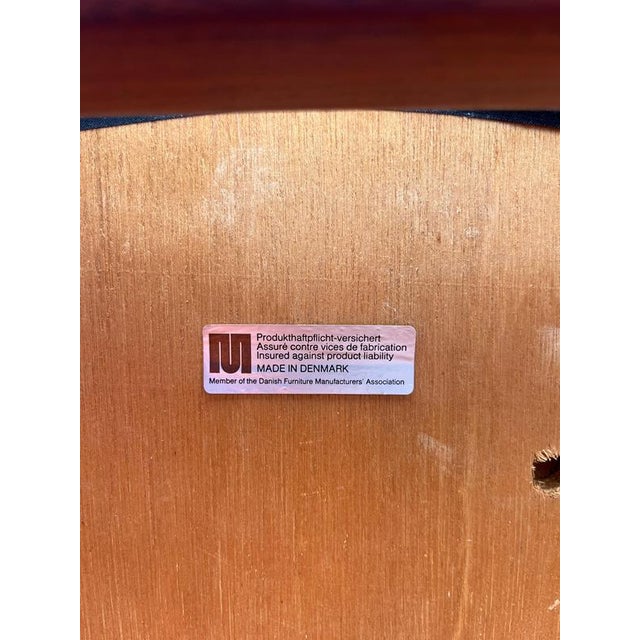 Produkthaftpflicht-versichert
Assuré contre vices de fabrication
Insured against product liability
MADE IN DENMARK
Member of the Danish Furniture Manufacturers' Association